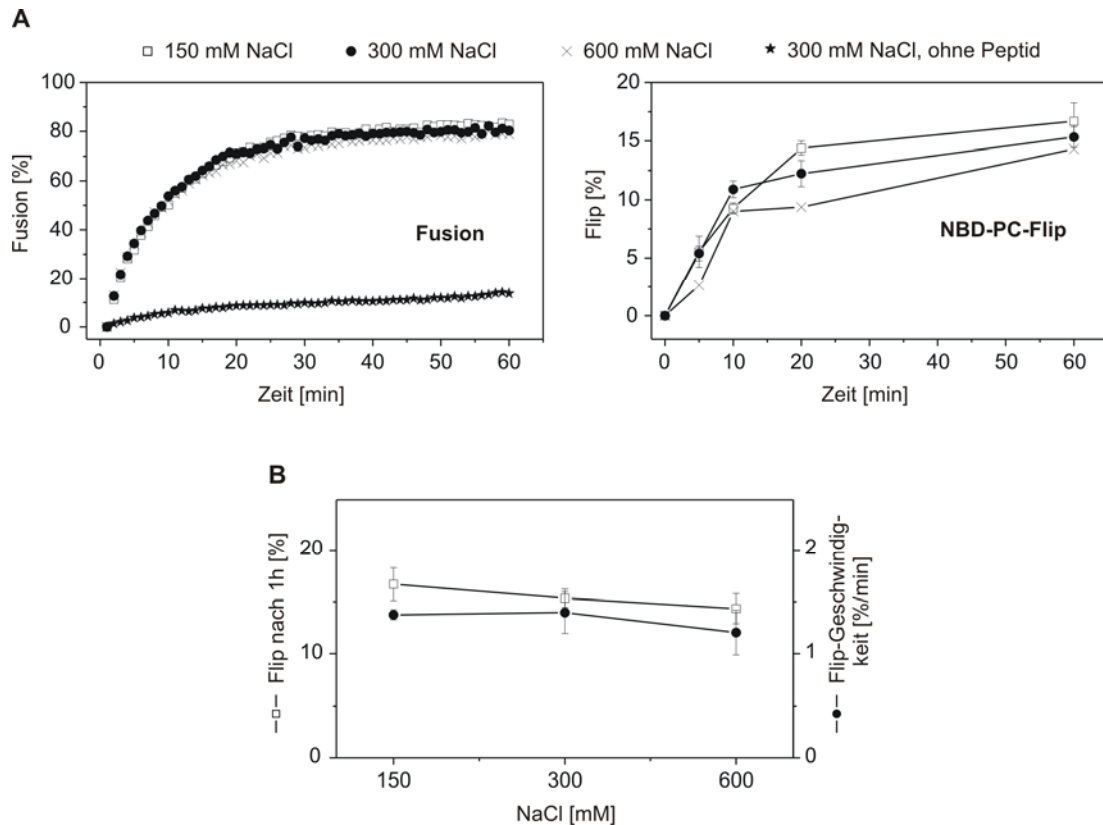 A
150 mM NaCl 300 mM NaCl 600 mM NaCl 300 mM NaCl, ohne Peptid
Fusion [%]
100
80
60
40
20
0
Fusion
0 10 20 30 40 50 60
Zeit [min]
Flip [%]
20
15
10
5
0
NBD-PC-Flip
0 10 20 30 40 50 60
Zeit [min]
B
Flip nach 1h [%]
20
10
0
2
1
0
Flip-Geschwindig-
keit [%/min]
150 300 600
NaCl [mM]